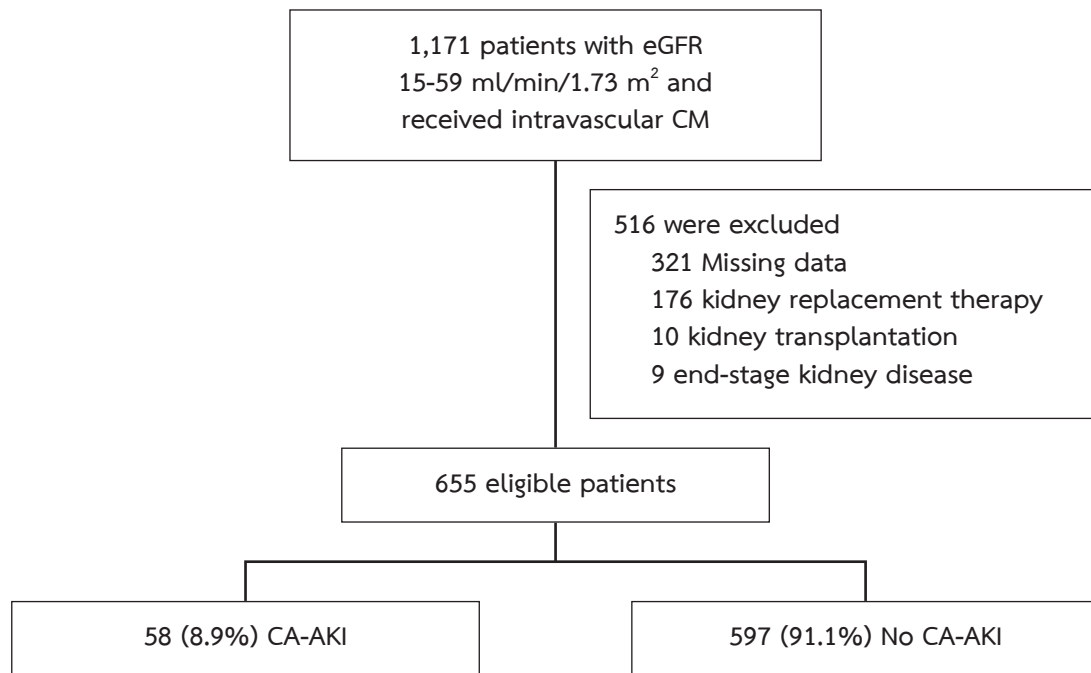 1,171 patients with eGFR
15-59 ml/min/1.73 m² and
received intravascular CM
516 were excluded
321 Missing data
176 kidney replacement therapy
10 kidney transplantation
9 end-stage kidney disease
655 eligible patients
58 (8.9%) CA-AKI
597 (91.1%) No CA-AKI